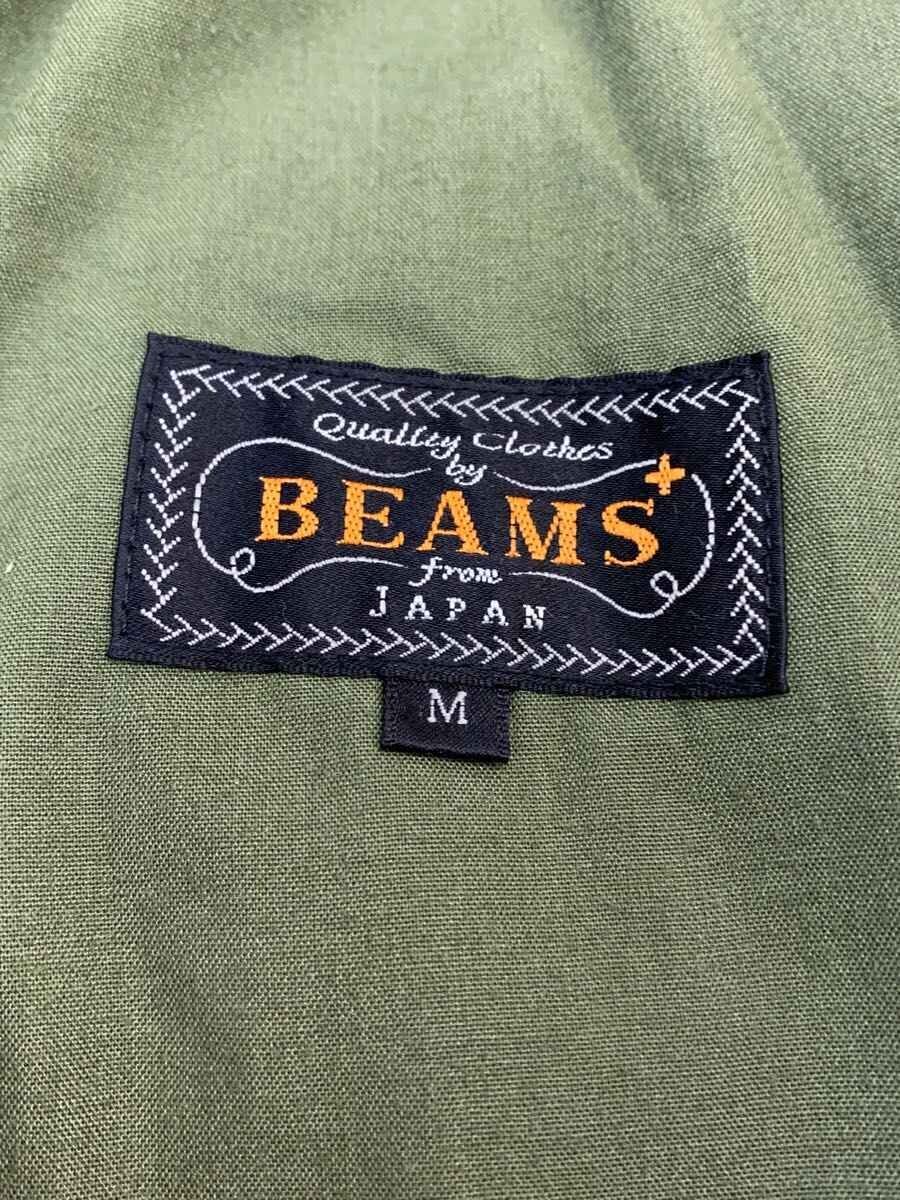 Quality Clothes
by
BEAMS+
from
JAPAN
M